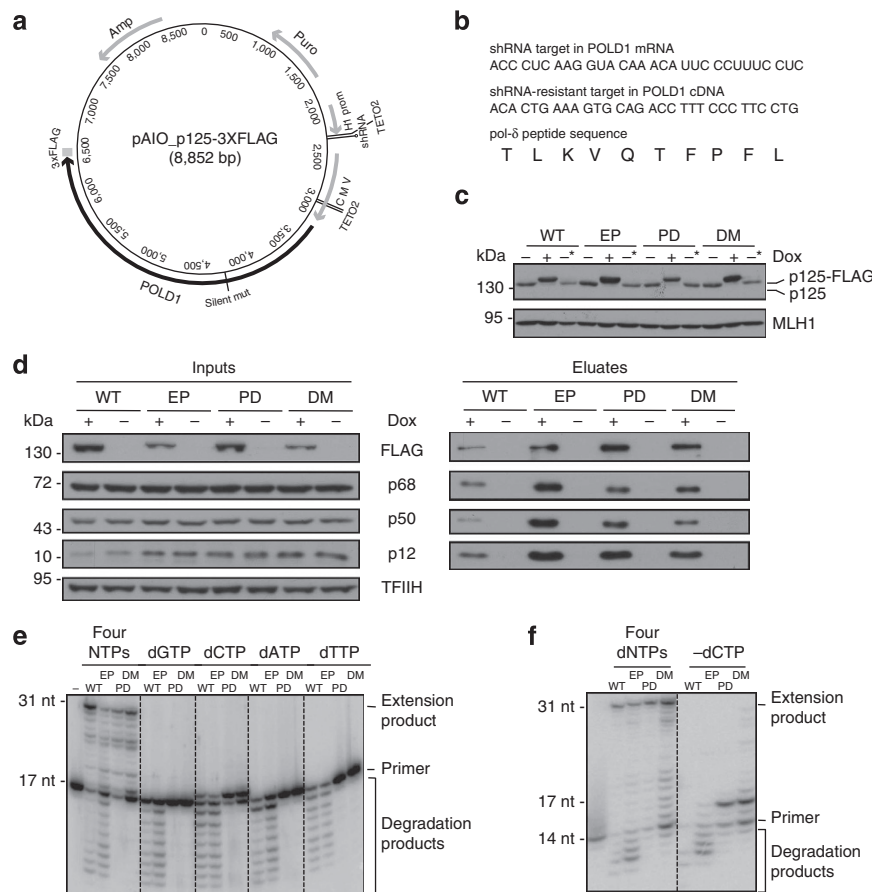 a
Amp
Puro
0
500
1,000
1,500
2,000
2,500
3,000
3,500
4,000
4,500
5,000
5,500
6,000
6,500
7,000
7,500
8,000
8,500
H1 prom
shRNA
TETO2
CMV
TETO2
3xFLAG
pAIO_p125-3XFLAG
(8,852 bp)
POLD1
Silent mut
b
shRNA target in POLD1 mRNA
ACC CUC AAG GUA CAA ACA UUC CCUUUC CUC
shRNA-resistant target in POLD1 cDNA
ACA CTG AAA GTG CAG ACC TTT CCC TTC CTG
pol-δ peptide sequence
T L K V Q T F P F L
c
WT EP PD DM
kDa – + –* – + –* – + –* – + –* Dox
130 - p125-FLAG
p125
95 - MLH1
d
Inputs Eluates
WT EP PD DM WT EP PD DM
kDa + – + – + – + – Dox + – + – + – + –
130 - FLAG
72 - p68
43 - p50
10 - p12
95 - TFIIH
e
Four
NTPs dGTP dCTP dATP dTTP
EP DM EP DM EP DM EP DM EP DM
– WT PD WT PD WT PD WT PD WT PD
31 nt - Extension
product
17 nt - Primer
Degradation
products
f
Four
dNTPs –dCTP
EP DM EP DM
WT PD WT PD
31 nt - Extension
product
17 nt -
14 nt - Primer
Degradation
products